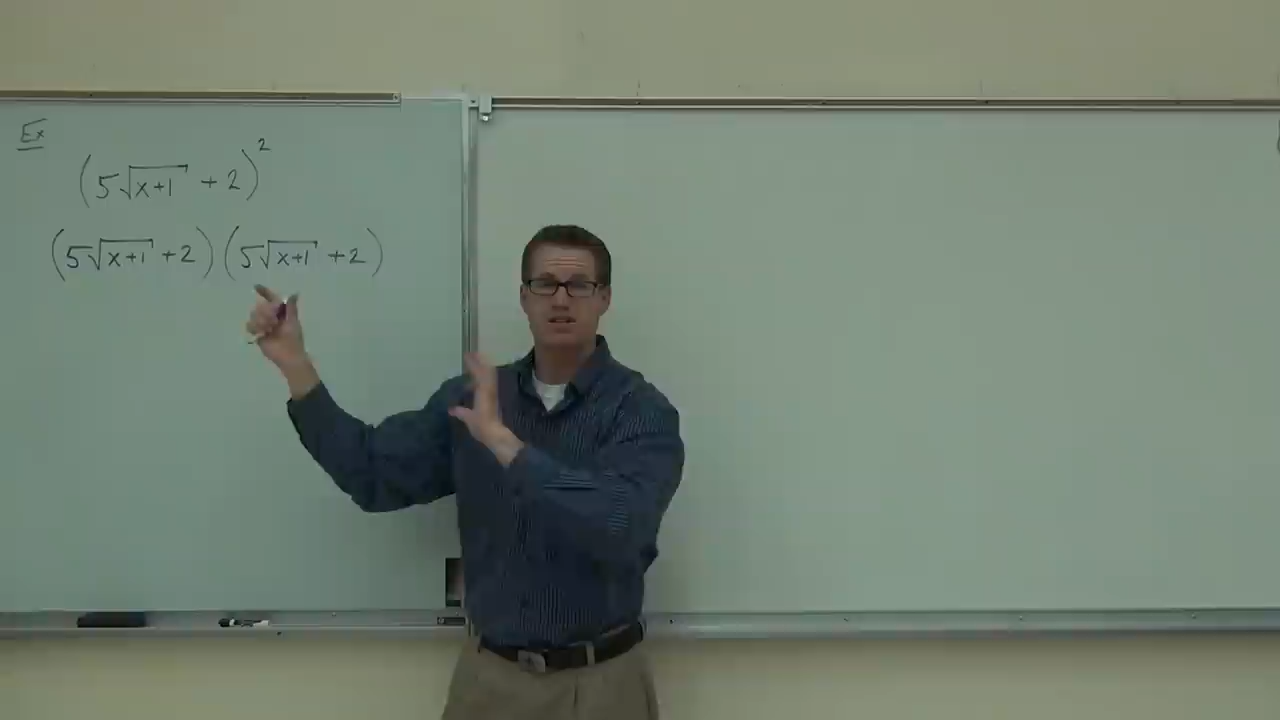 Ex
(5√(x+1) + 2)²
(5√(x+1) + 2)(5√(x+1) + 2)